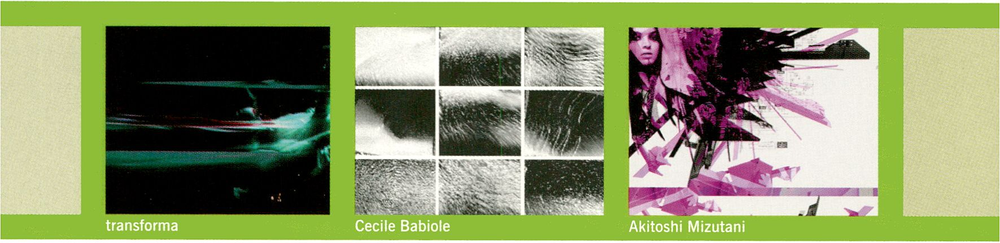 transforma
Cecile Babiole
Akitoshi Mizutani